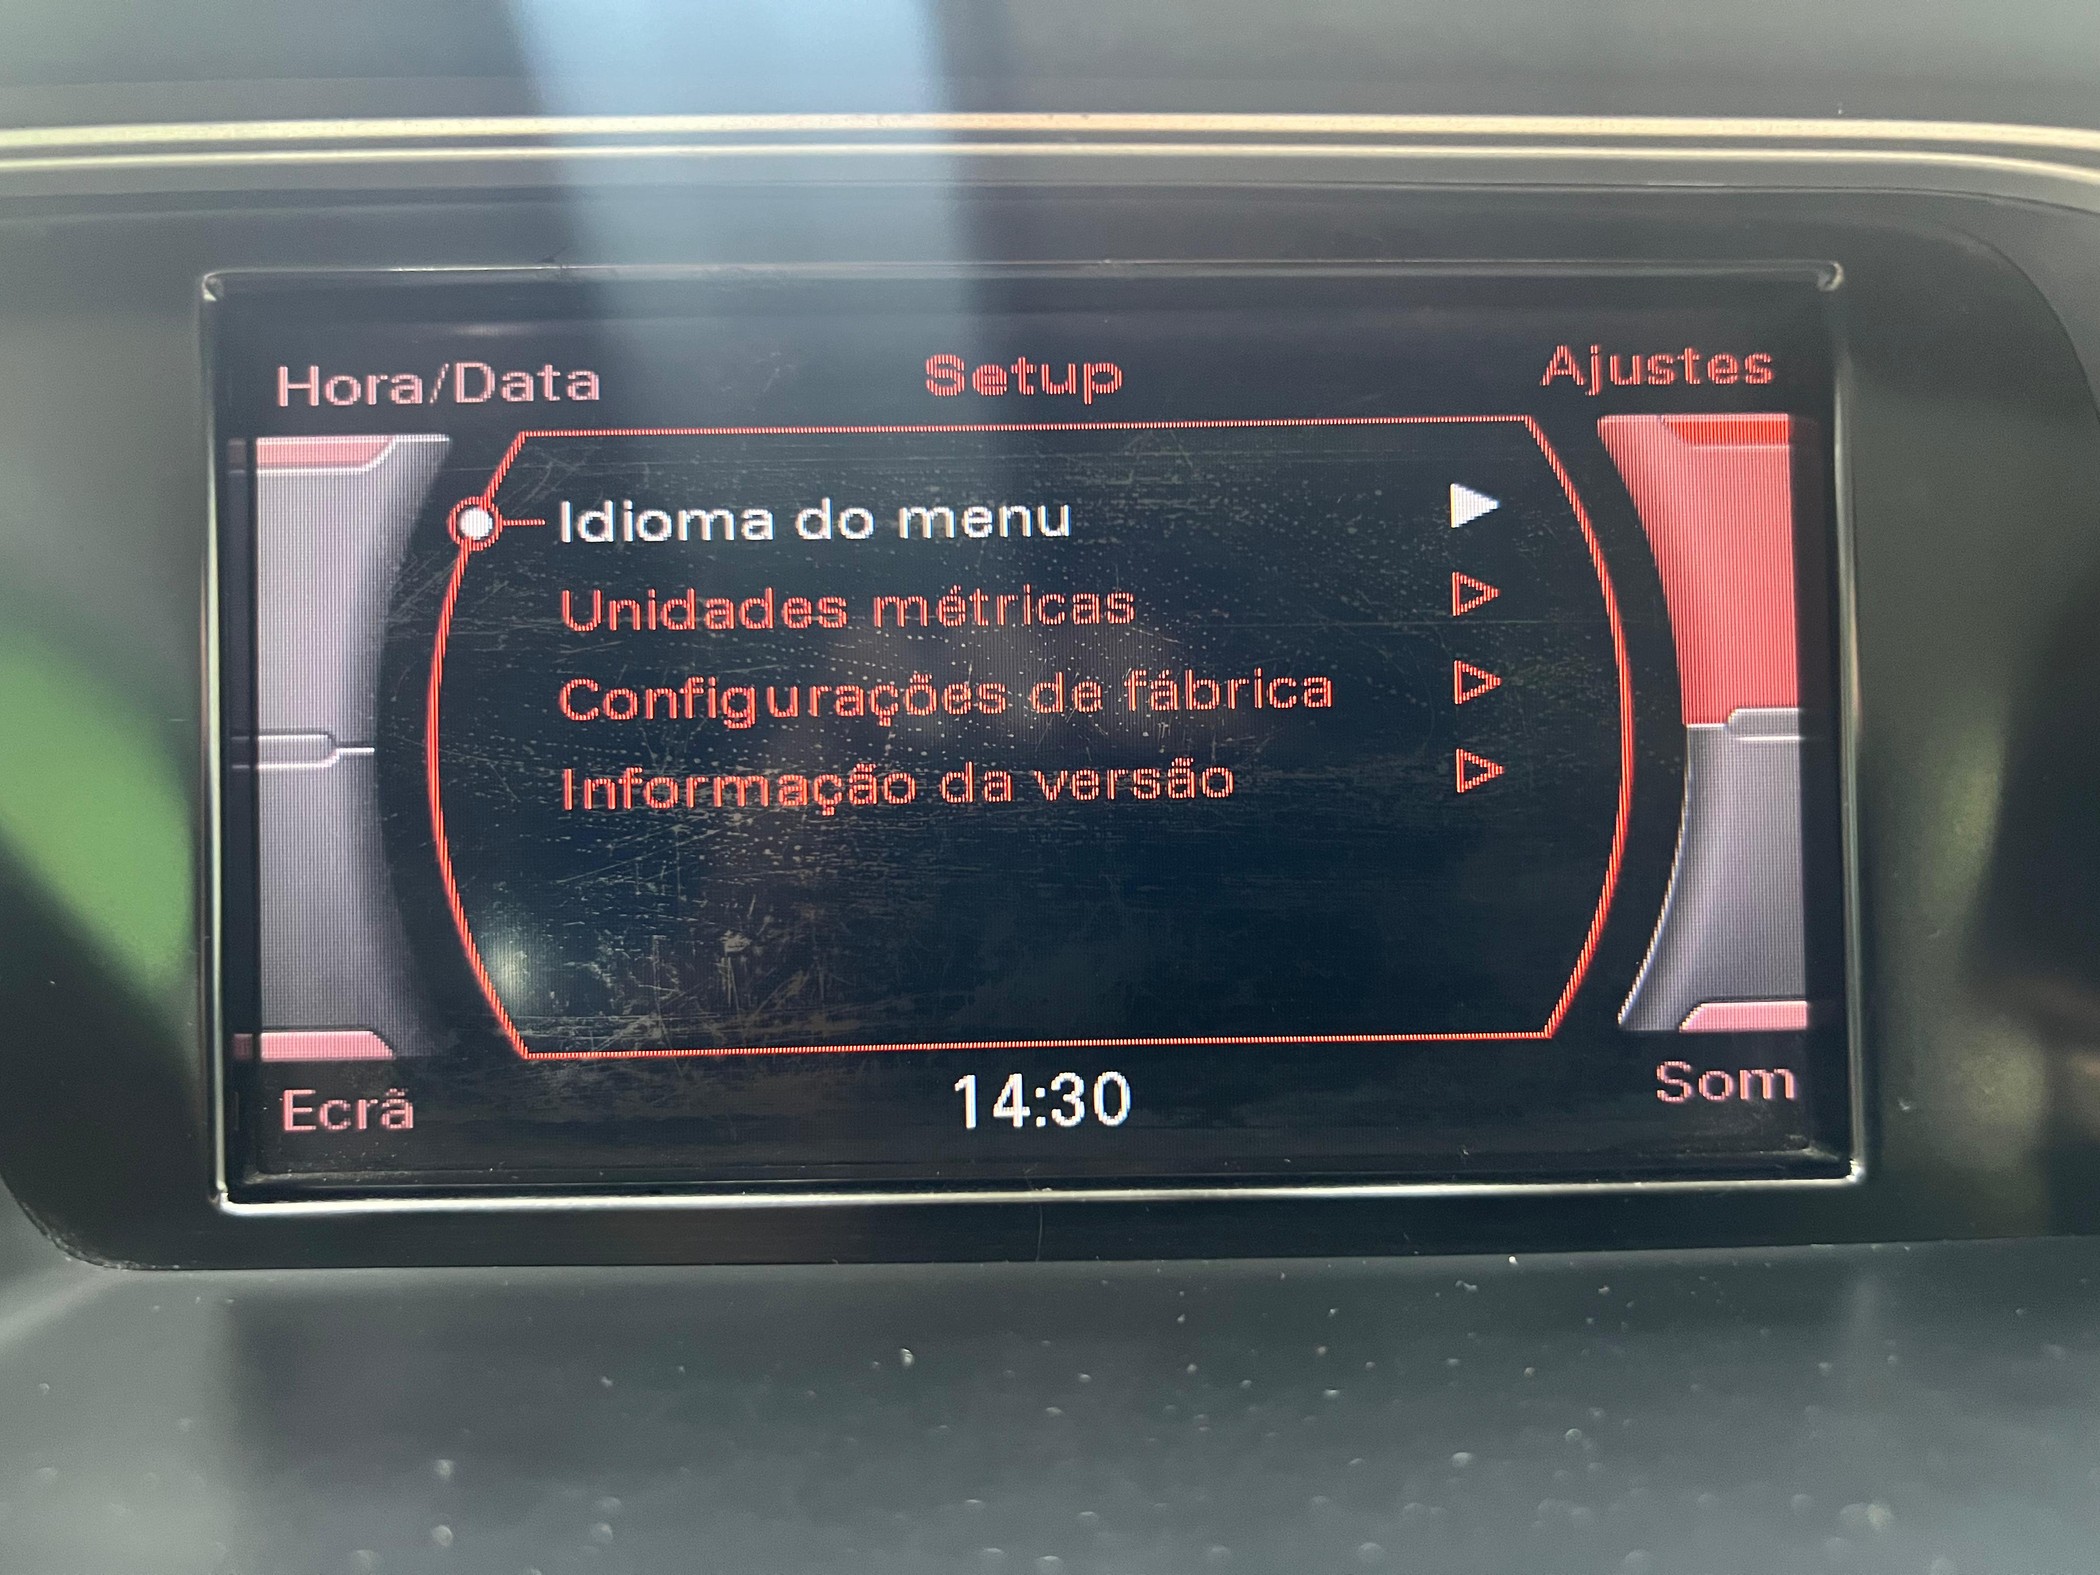 Hora/Data
Setup
Ajustes
Idioma do menu
Unidades métricas
Configurações de fábrica
Informação da versão
Ecrã
14:30
Som